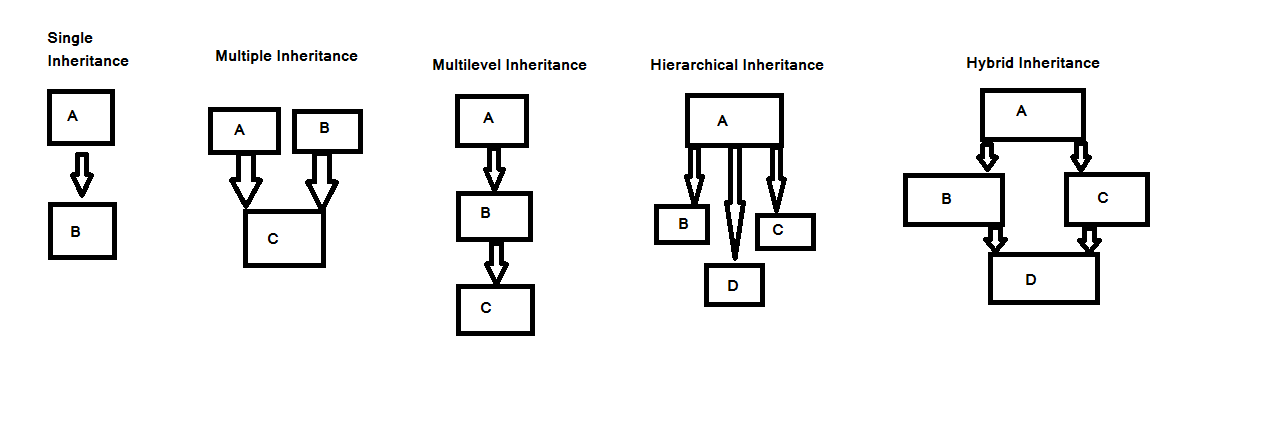 Single
Inheritance
A
B
Multiple Inheritance
A
B
C
Multilevel Inheritance
A
B
C
Hierarchical Inheritance
A
B
C
D
Hybrid Inheritance
A
B
C
D